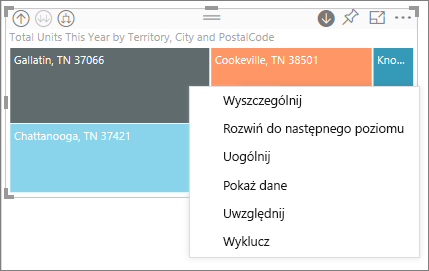 Total Units This Year by Territory, City and PostalCode
Gallatin, TN 37066
Cookeville, TN 38501
Kno...
Chattanooga, TN 37421
Wyszczególnij
Rozwiń do następnego poziomu
Uogólnij
Pokaż dane
Uwzględnij
Wyklucz